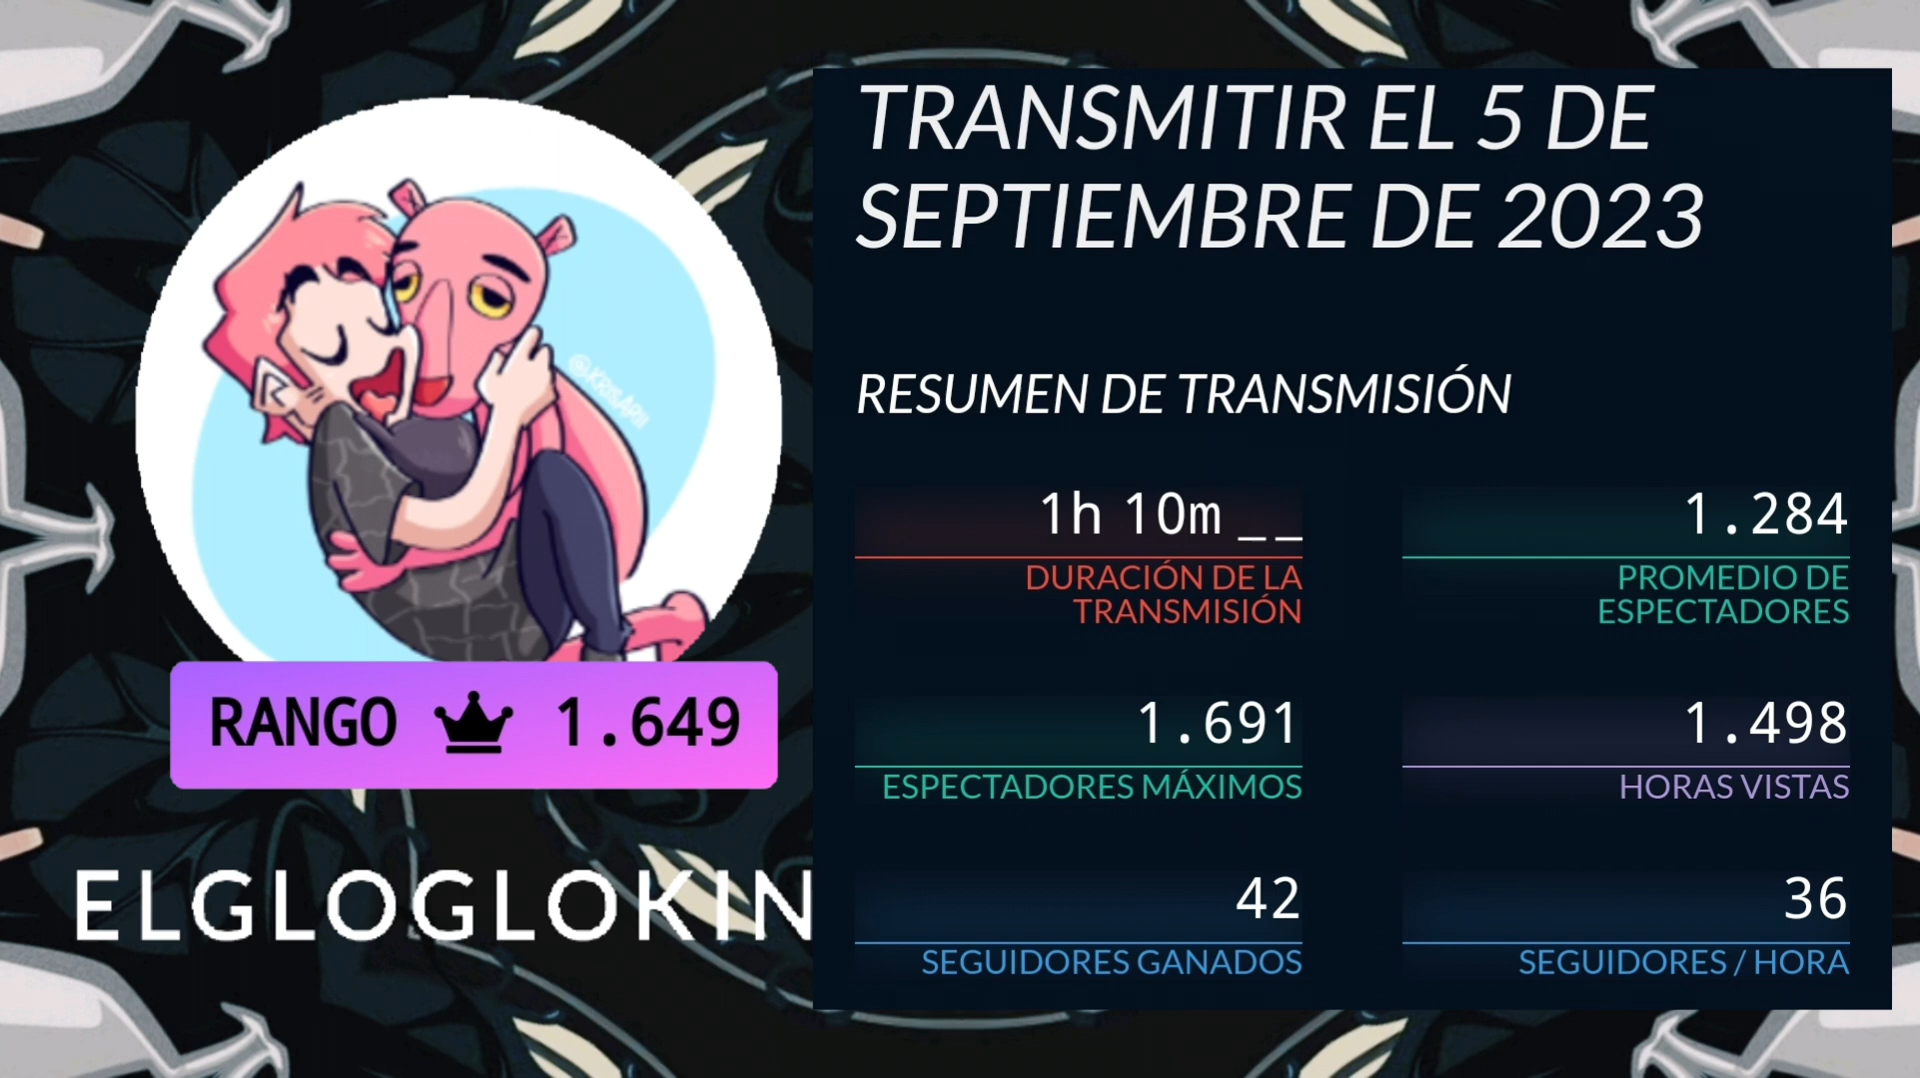 @KrisArii
RANGO 1.649
ELGLOGLOKIN
TRANSMITIR EL 5 DE
SEPTIEMBRE DE 2023
RESUMEN DE TRANSMISIÓN
1h 10m _ _
DURACIÓN DE LA
TRANSMISIÓN
1.284
PROMEDIO DE
ESPECTADORES
1.691
ESPECTADORES MÁXIMOS
1.498
HORAS VISTAS
42
SEGUIDORES GANADOS
36
SEGUIDORES / HORA